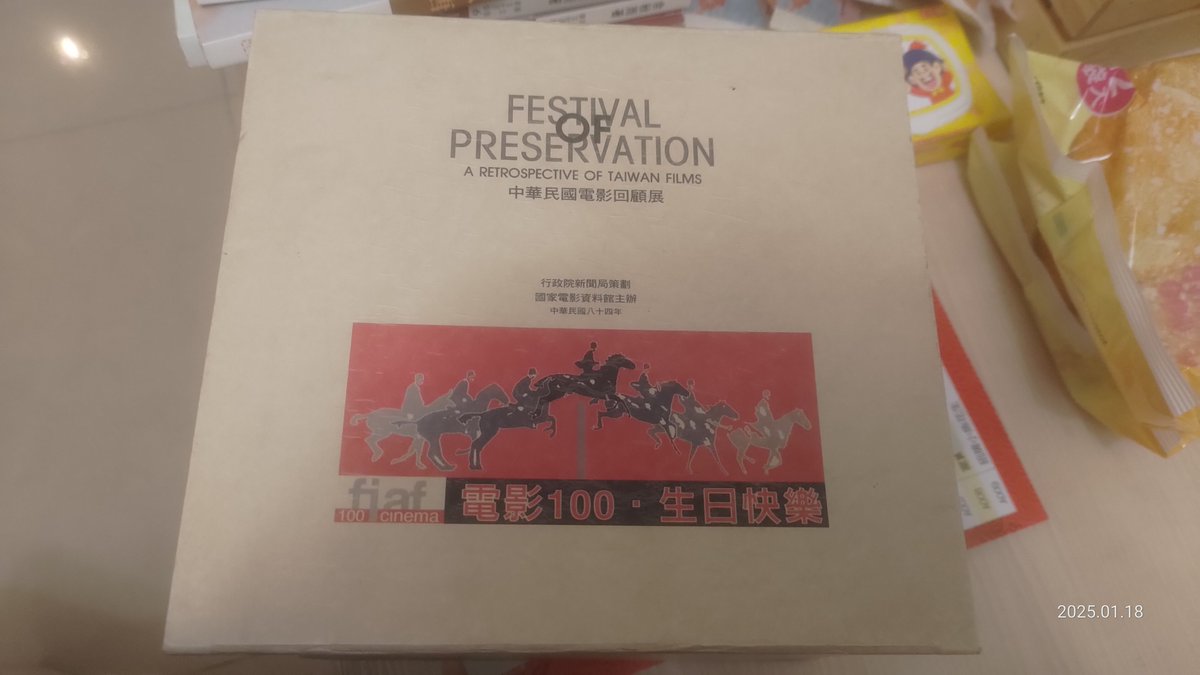 FESTIVAL
OF
PRESERVATION
A RETROSPECTIVE OF TAIWAN FILMS
中華民國電影回顧展
行政院新聞局策劃
國家電影資料館主辦
中華民國八十四年
fiaf
100 cinema
電影100·生日快樂
2025.01.18